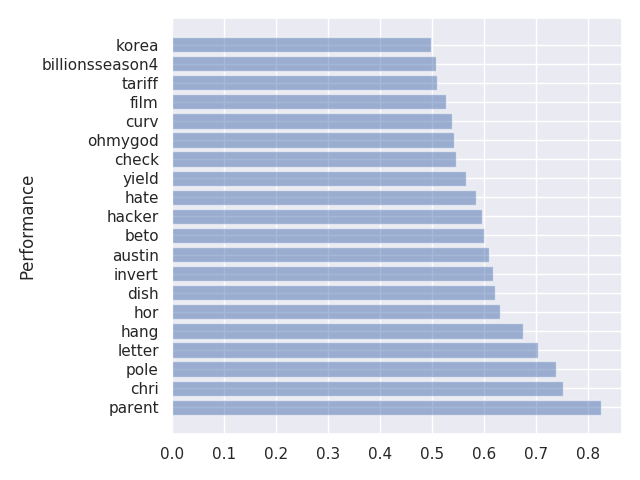 korea
billionsseason4
tariff
film
curv
ohmygod
check
yield
hate
hacker
beto
austin
invert
dish
hor
hang
letter
pole
chri
parent
Performance
0.0 0.1 0.2 0.3 0.4 0.5 0.6 0.7 0.8